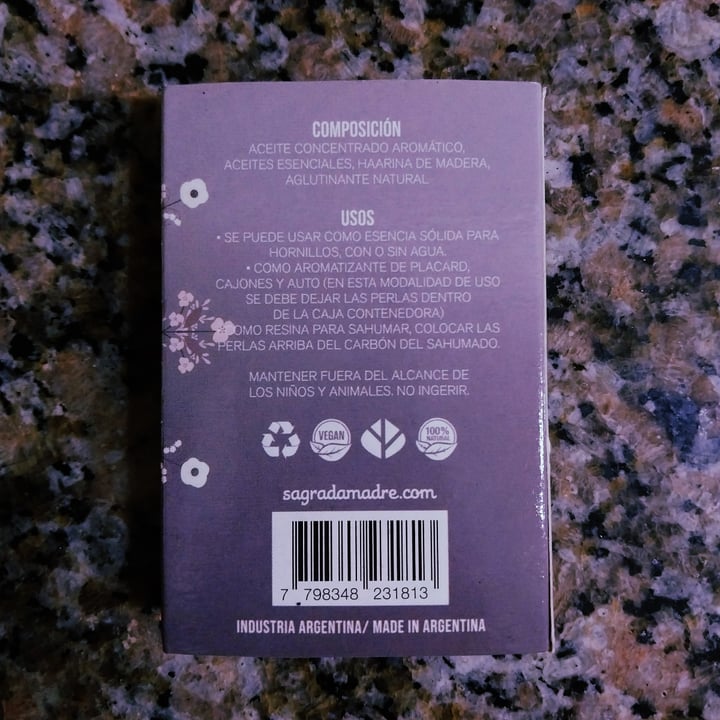 COMPOSICIÓN
ACEITE CONCENTRADO AROMÁTICO,
ACEITES ESENCIALES, HAARINA DE MADERA,
AGLUTINANTE NATURAL
USOS
• SE PUEDE USAR COMO ESENCIA SÓLIDA PARA
HORNILLOS, CON O SIN AGUA.
• COMO AROMATIZANTE DE PLACARD,
CAJONES Y AUTO (EN ESTA MODALIDAD DE USO
SE DEBE DEJAR LAS PERLAS DENTRO
DE LA CAJA CONTENEDORA)
COMO RESINA PARA SAHUMAR, COLOCAR LAS
PERLAS ARRIBA DEL CARBÓN DEL SAHUMADO.
MANTENER FUERA DEL ALCANCE DE
LOS NIÑOS Y ANIMALES. NO INGERIR.
VEGAN
100%
NATURAL
sagradamadre.com
7 798348 231813
INDUSTRIA ARGENTINA/ MADE IN ARGENTINA